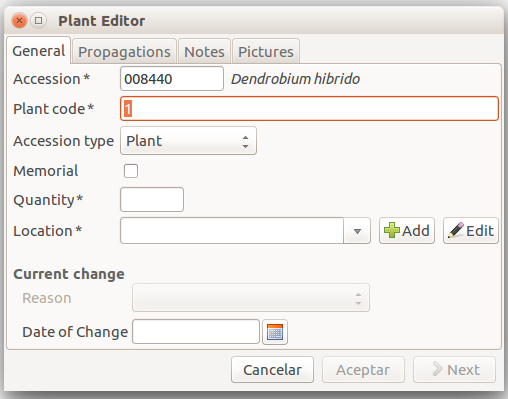 Plant Editor
General Propagations Notes Pictures
Accession * 008440 Dendrobium hibrido
Plant code * 1
Accession type Plant
Memorial
Quantity *
Location * Add Edit
Current change
Reason
Date of Change
Cancelar Aceptar Next